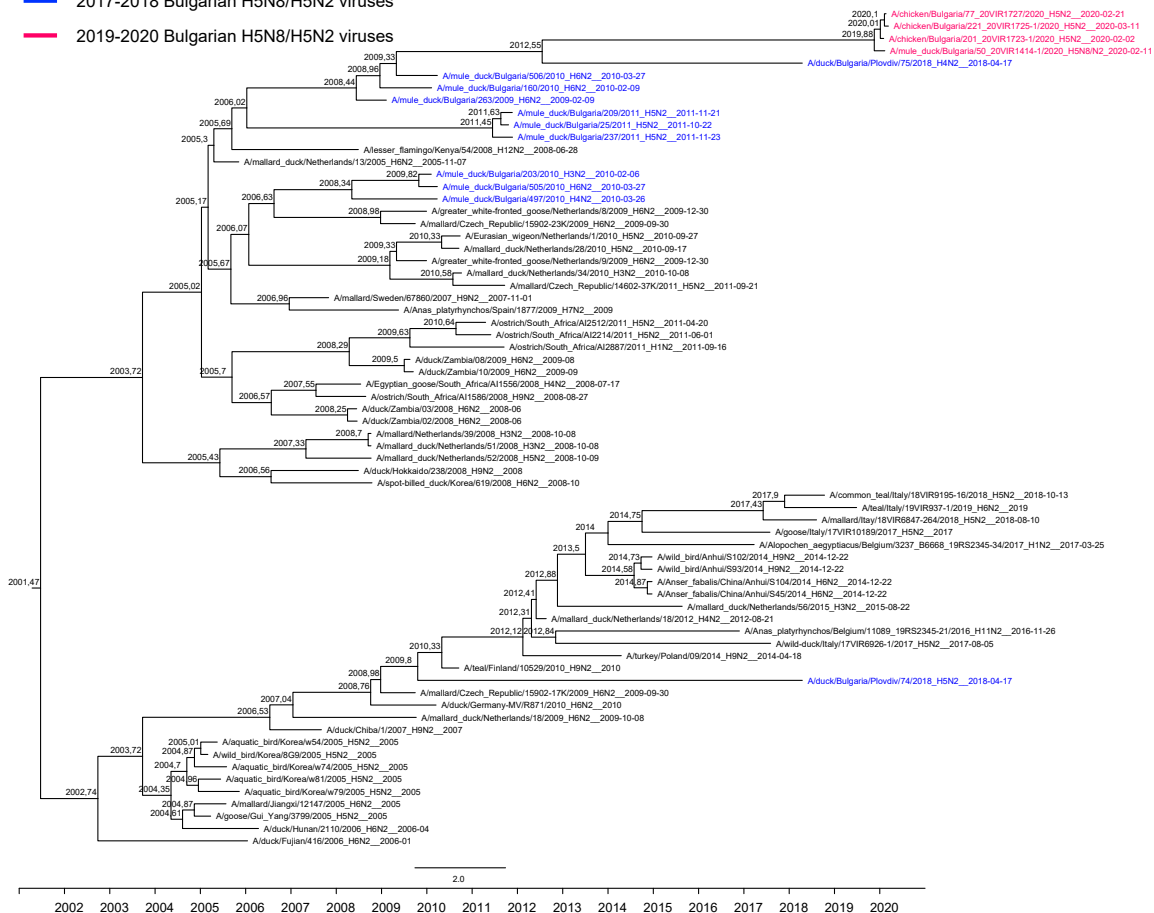 2017-2018 Bulgarian H5N8/H5N2 viruses
2019-2020 Bulgarian H5N8/H5N2 viruses
2020,1
A/chicken/Bulgaria/77_20VIR1727/2020_H5N2__2020-02-21
2020,01
A/chicken/Bulgaria/221_20VIR1725-1/2020_H5N2__2020-03-11
2019,88
A/chicken/Bulgaria/201_20VIR1723-1/2020_H5N2__2020-02-02
2012,55
A/mule_duck/Bulgaria/50_20VIR1414-1/2020_H5N8/N2_2020-02-11
2009,33
A/duck/Bulgaria/Plovdiv/75/2018_H4N2__2018-04-17
2008,96
A/mule_duck/Bulgaria/506/2010_H6N2__2010-03-27
2008,44
A/mule_duck/Bulgaria/160/2010_H6N2__2010-02-09
2006,02
A/mule_duck/Bulgaria/263/2009_H6N2__2009-02-09
2011,63
A/mule_duck/Bulgaria/209/2011_H5N2__2011-11-21
2005,69
2011,45
A/mule_duck/Bulgaria/25/2011_H5N2__2011-10-22
2005,3
A/mule_duck/Bulgaria/237/2011_H5N2__2011-11-23
A/lesser_flamingo/Kenya/54/2008_H12N2__2008-06-28
A/mallard_duck/Netherlands/13/2005_H6N2__2005-11-07
2009,82
A/mule_duck/Bulgaria/203/2010_H3N2__2010-02-06
2008,34
A/mule_duck/Bulgaria/505/2010_H6N2__2010-03-27
2005,17
2006,63
A/mule_duck/Bulgaria/497/2010_H4N2__2010-03-26
2008,98
A/greater_white-fronted_goose/Netherlands/8/2009_H6N2__2009-12-30
A/mallard/Czech_Republic/15902-23K/2009_H6N2__2009-09-30
2006,07
2010,33
A/Eurasian_wigeon/Netherlands/1/2010_H5N2__2010-09-27
2009,33
A/mallard_duck/Netherlands/28/2010_H5N2__2010-09-17
2005,67
2009,18
A/greater_white-fronted_goose/Netherlands/9/2009_H6N2__2009-12-30
2010,58
A/mallard_duck/Netherlands/34/2010_H3N2__2010-10-08
2005,02
A/mallard/Czech_Republic/14602-37K/2011_H5N2__2011-09-21
2006,96
A/mallard/Sweden/67860/2007_H9N2__2007-11-01
A/Anas_platyrhynchos/Spain/1877/2009_H7N2__2009
2010,64
A/ostrich/South_Africa/AI2512/2011_H5N2__2011-04-20
2009,63
A/ostrich/South_Africa/AI2214/2011_H5N2__2011-06-01
2008,29
A/ostrich/South_Africa/AI2887/2011_H1N2__2011-09-16
2009,5
A/duck/Zambia/08/2009_H6N2__2009-08
2003,72
2005,7
A/duck/Zambia/10/2009_H6N2__2009-09
2007,55
A/Egyptian_goose/South_Africa/AI1556/2008_H4N2__2008-07-17
2006,57
A/ostrich/South_Africa/AI1586/2008_H9N2__2008-08-27
2008,25
A/duck/Zambia/03/2008_H6N2__2008-06
A/duck/Zambia/02/2008_H6N2__2008-06
2008,7
A/mallard/Netherlands/39/2008_H3N2__2008-10-08
2007,33
A/mallard_duck/Netherlands/51/2008_H3N2__2008-10-08
2005,43
A/mallard_duck/Netherlands/52/2008_H5N2__2008-10-09
2006,56
A/duck/Hokkaido/238/2008_H9N2__2008
A/spot-billed_duck/Korea/619/2008_H6N2__2008-10
2017,9
A/common_teal/Italy/18VIR9195-16/2018_H5N2__2018-10-13
2017,43
A/teal/Italy/19VIR937-1/2019_H6N2__2019
2014,75
A/mallard/Itay/18VIR6847-264/2018_H5N2__2018-08-10
2014
A/goose/Italy/17VIR10189/2017_H5N2__2017
2013,5
A/Alopochen_aegyptiacus/Belgium/3237_B6668_19RS2345-34/2017_H1N2__2017-03-25
2014,73
A/wild_bird/Anhui/S102/2014_H9N2__2014-12-22
2014,58
A/wild_bird/Anhui/S93/2014_H9N2__2014-12-22
2001,47
2012,88
2014,87
A/Anser_fabalis/China/Anhui/S104/2014_H6N2__2014-12-22
2012,41
A/Anser_fabalis/China/Anhui/S45/2014_H6N2__2014-12-22
A/mallard_duck/Netherlands/56/2015_H3N2__2015-08-22
2012,31
A/mallard_duck/Netherlands/18/2012_H4N2__2012-08-21
2012,12
2012,84
A/Anas_platyrhynchos/Belgium/11089_19RS2345-21/2016_H11N2__2016-11-26
2010,33
A/wild-duck/Italy/17VIR6926-1/2017_H5N2__2017-08-05
2009,8
A/turkey/Poland/09/2014_H9N2__2014-04-18
A/teal/Finland/10529/2010_H9N2__2010
2008,98
A/duck/Bulgaria/Plovdiv/74/2018_H5N2__2018-04-17
2008,76
A/mallard/Czech_Republic/15902-17K/2009_H6N2__2009-09-30
2007,04
A/duck/Germany-MV/R871/2010_H6N2__2010
2006,53
A/mallard_duck/Netherlands/18/2009_H6N2__2009-10-08
A/duck/Chiba/1/2007_H9N2__2007
2005,01
A/aquatic_bird/Korea/w54/2005_H5N2__2005
2003,72
2004,87
A/wild_bird/Korea/8G9/2005_H5N2__2005
2004,7
A/aquatic_bird/Korea/w74/2005_H5N2__2005
2004,96
A/aquatic_bird/Korea/w81/2005_H5N2__2005
2002,74
2004,35
A/aquatic_bird/Korea/w79/2005_H5N2__2005
2004,87
A/mallard/Jiangxi/12147/2005_H6N2__2005
2004,61
A/goose/Gui_Yang/3799/2005_H5N2__2005
A/duck/Hunan/2110/2006_H6N2__2006-04
A/duck/Fujian/416/2006_H6N2__2006-01
2.0
2002 2003 2004 2005 2006 2007 2008 2009 2010 2011 2012 2013 2014 2015 2016 2017 2018 2019 2020